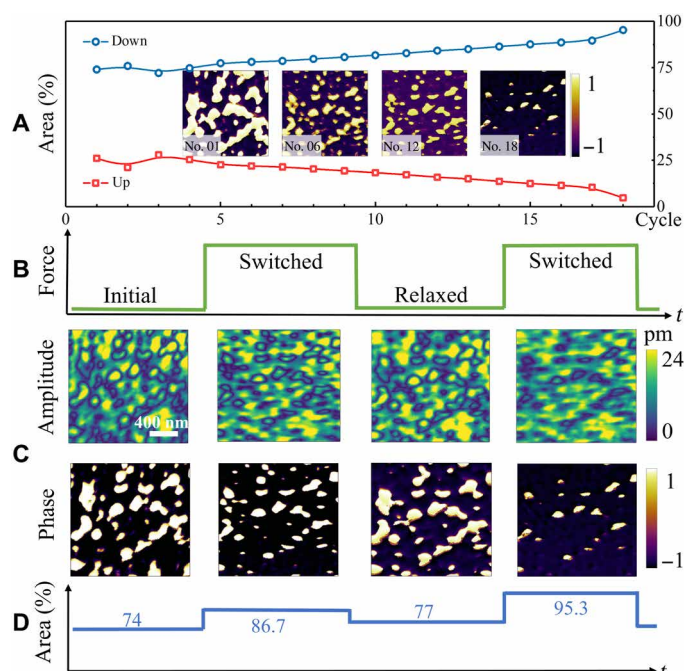 100
Down
75
1
A
Area (%)
50
No. 01
No. 06
No. 12
No. 18
−1
25
Up
0
0
5
10
15
Cycle
B
Force
Initial
Switched
Relaxed
Switched
t
pm
Amplitude
24
400 nm
0
C
Phase
1
−1
D
Area (%)
74
86.7
77
95.3
t